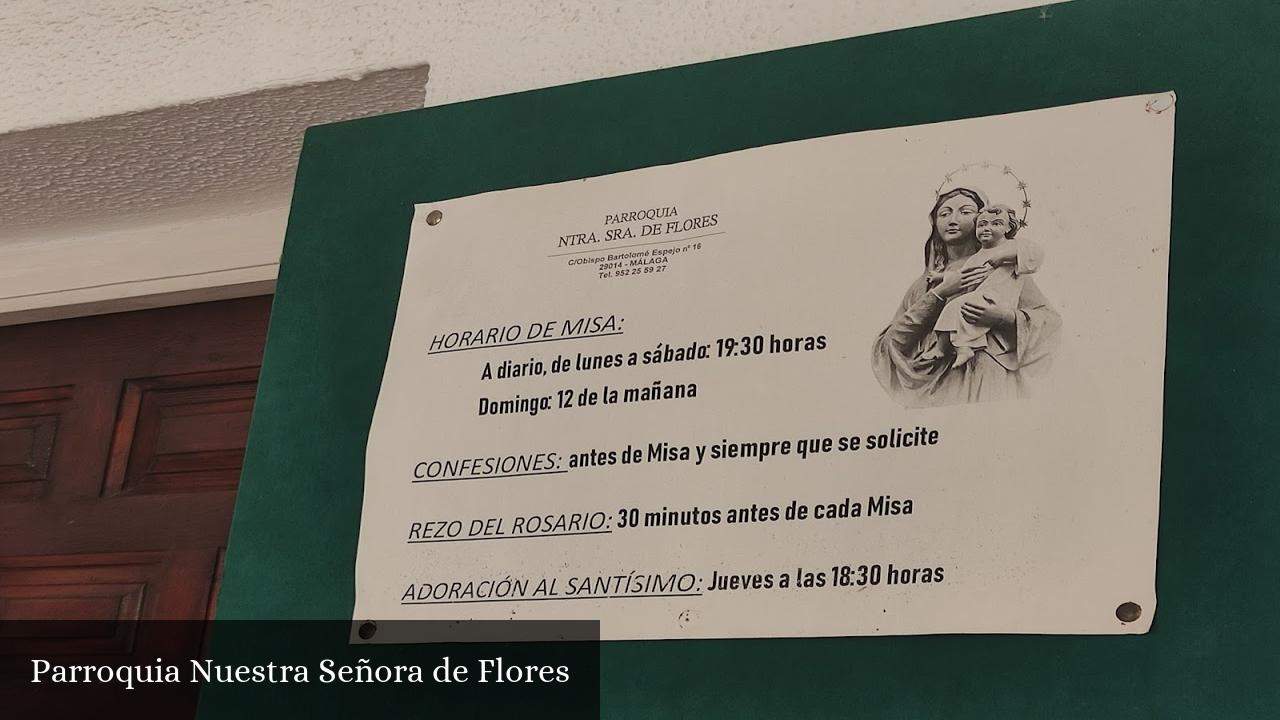 PARROQUIA
NTRA. SRA. DE FLORES
C/Obispo Bartolomé Espejo nº 16
29014 - MÁLAGA
Tel. 952 25 59 27
HORARIO DE MISA:
A diario, de lunes a sábado: 19:30 horas
Domingo: 12 de la mañana
CONFESIONES: antes de Misa y siempre que se solicite
REZO DEL ROSARIO: 30 minutos antes de cada Misa
ADORACIÓN AL SANTÍSIMO: Jueves a las 18:30 horas
Parroquia Nuestra Señora de Flores